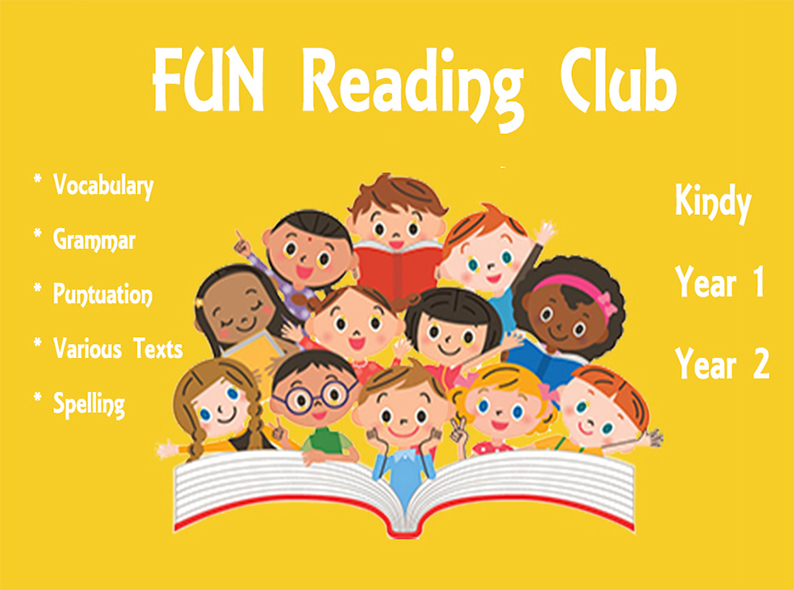 FUN Reading Club
* Vocabulary
* Grammar
* Puntuation
* Various Texts
* Spelling
Kindy
Year 1
Year 2